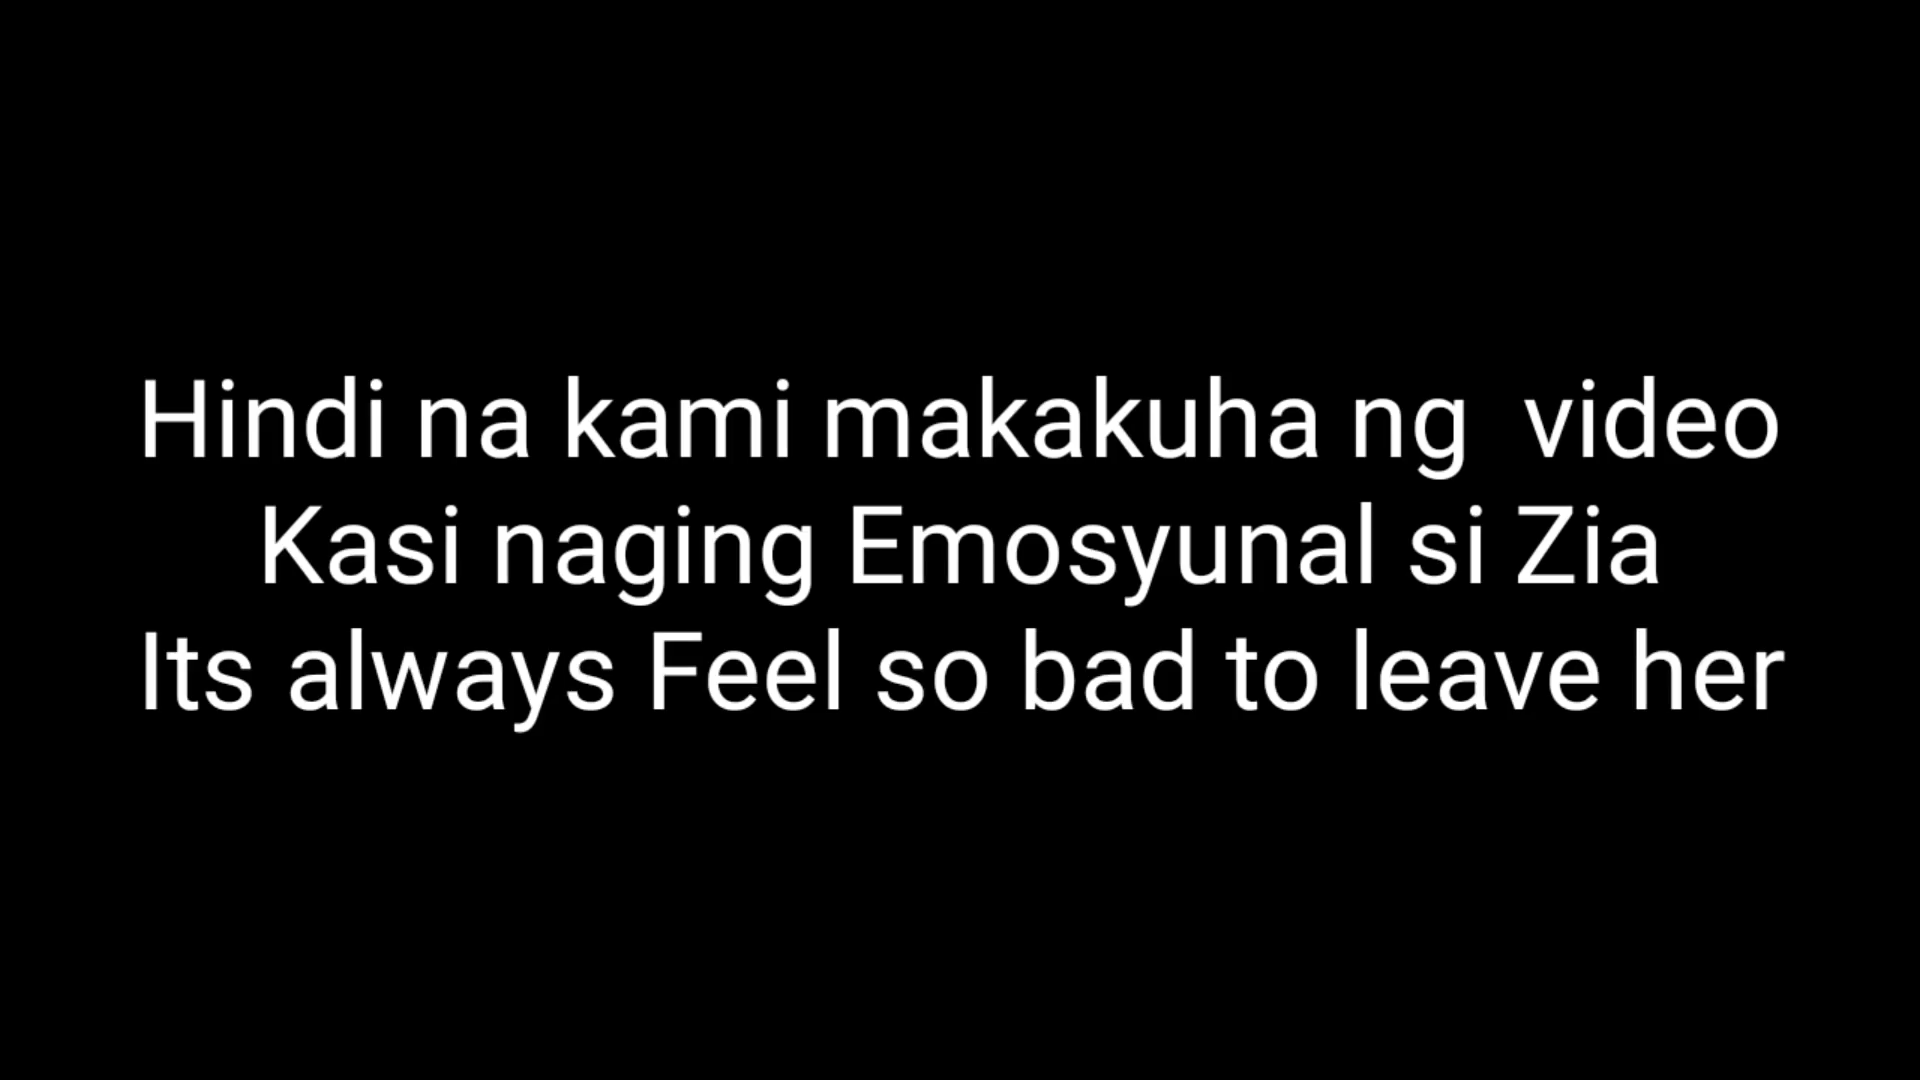 Hindi na kami makakuha ng  video
Kasi naging Emosyunal si Zia
Its always Feel so bad to leave her